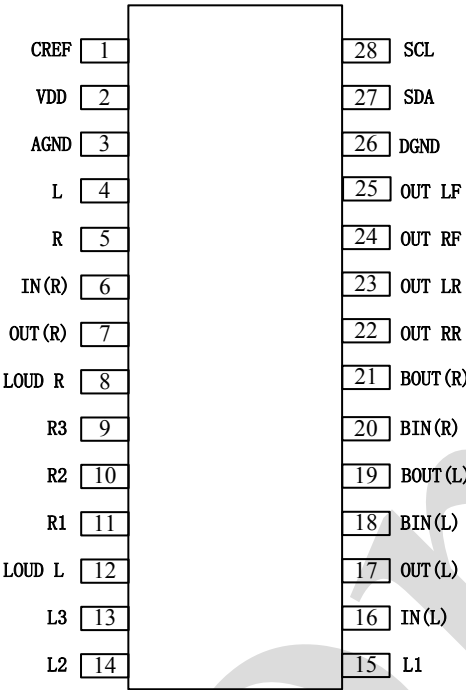 CREF 1 28 SCL
VDD 2 27 SDA
AGND 3 26 DGND
L 4 25 OUT LF
R 5 24 OUT RF
IN(R) 6 23 OUT LR
OUT(R) 7 22 OUT RR
LOUD R 8 21 BOUT(R)
R3 9 20 BIN(R)
R2 10 19 BOUT(L)
R1 11 18 BIN(L)
LOUD L 12 17 OUT(L)
L3 13 16 IN(L)
L2 14 15 L1